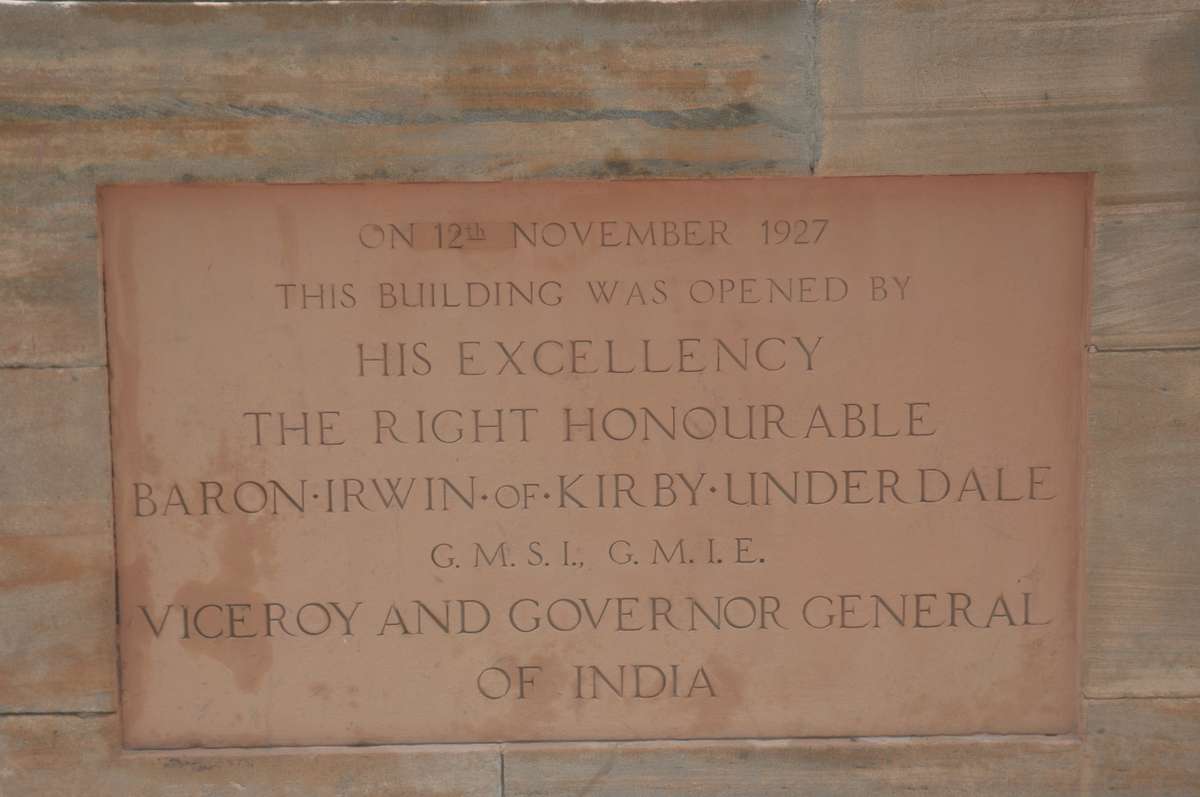 ON 12th NOVEMBER 1927
THIS BUILDING WAS OPENED BY
HIS EXCELLENCY
THE RIGHT HONOURABLE
BARON·IRWIN·OF·KIRBY·UNDERDALE
G. M. S. I., G. M. I. E.
VICEROY AND GOVERNOR GENERAL
OF INDIA